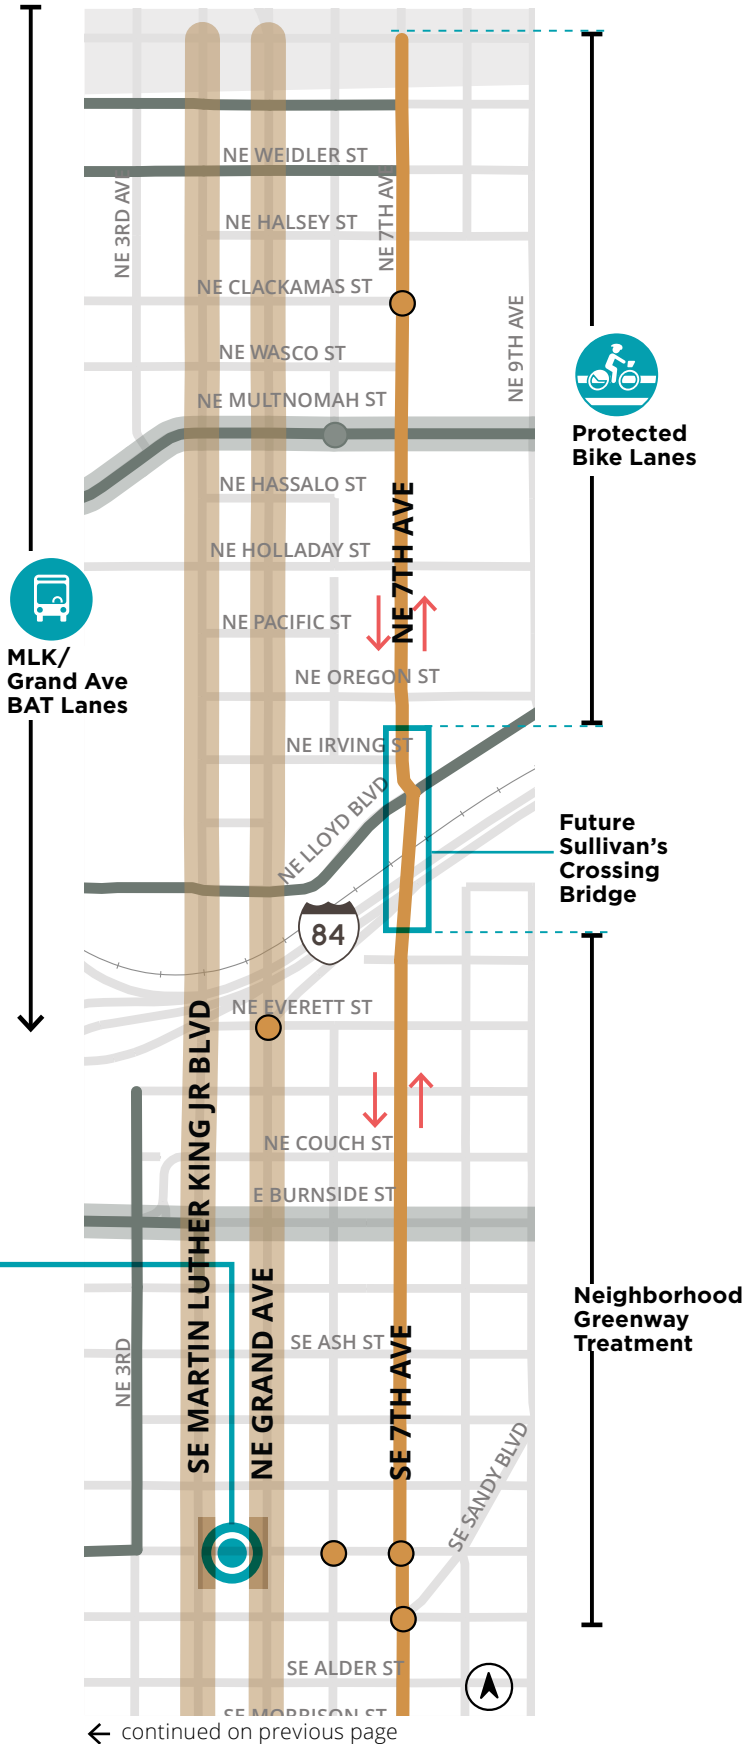 NE WEIDLER ST
NE 3RD AVE
NE 7TH AVE
NE HALSEY ST
NE CLACKAMAS ST
NE 9TH AVE
NE WASCO ST
NE MULTNOMAH ST
Protected
Bike Lanes
NE HASSALO ST
NE 7TH AVE
NE HOLLADAY ST
NE PACIFIC ST
MLK/
Grand Ave
BAT Lanes
NE OREGON ST
NE IRVING ST
NE LLOYD BLVD
Future
Sullivan's
Crossing
Bridge
84
NE EVERETT ST
SE MARTIN LUTHER KING JR BLVD
NE COUCH ST
E BURNSIDE ST
NE GRAND AVE
Neighborhood
Greenway
Treatment
NE 3RD
SE ASH ST
SE 7TH AVE
SE SANDY BLVD
SE ALDER ST
SE MORRISON ST
continued on previous page